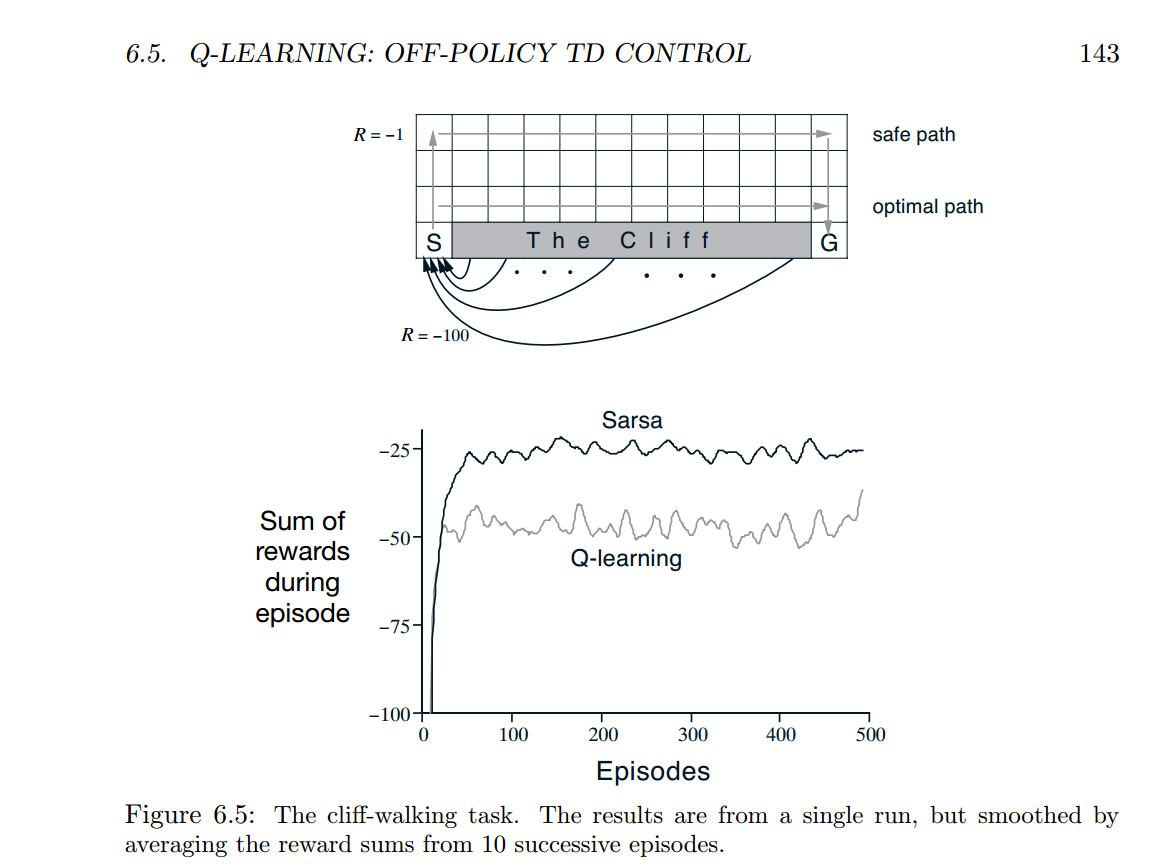 6.5. Q-LEARNING: OFF-POLICY TD CONTROL 143
R = −1
safe path
optimal path
S The Cliff G
R = −100
Sarsa
−25
Sum of
rewards
during
episode
−50
Q-learning
−75
−100
0 100 200 300 400 500
Episodes
Figure 6.5: The cliff-walking task. The results are from a single run, but smoothed by
averaging the reward sums from 10 successive episodes.